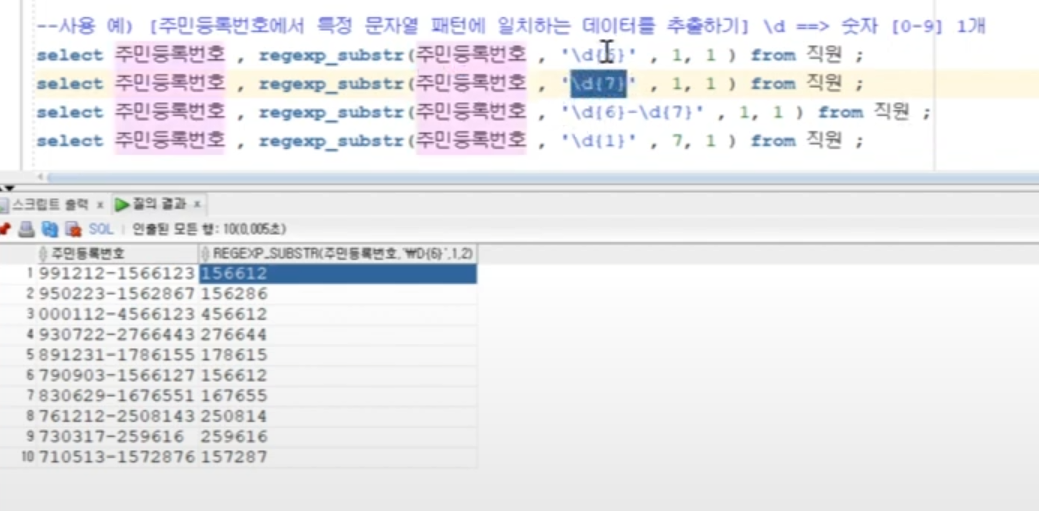 --사용 예) [주민등록번호에서 특정 문자열 패턴에 일치하는 데이터를 추출하기] \d ==> 숫자 [0-9] 1개
select 주민등록번호 , regexp_substr(주민등록번호 , '\d{6}' , 1, 1 ) from 직원 ;
select 주민등록번호 , regexp_substr(주민등록번호 , '\d{7}' , 1, 1 ) from 직원 ;
select 주민등록번호 , regexp_substr(주민등록번호 , '\d{6}-\d{7}' , 1, 1 ) from 직원 ;
select 주민등록번호 , regexp_substr(주민등록번호 , '\d{1}' , 7, 1 ) from 직원 ;
스크립트 출력 x 질의 결과 x
SQL | 인출된 모든 행: 10(0,005초)
주민등록번호 REGEXP_SUBSTR(주민등록번호,'₩D{6}',1,2)
1 991212-1566123 156612
2 950223-1562867 156286
3 000112-4566123 456612
4 930722-2766443 276644
5 891231-1786155 178615
6 790903-1566127 156612
7 830629-1676551 167655
8 761212-2508143 250814
9 730317-259616 259616
10 710513-1572876 157287